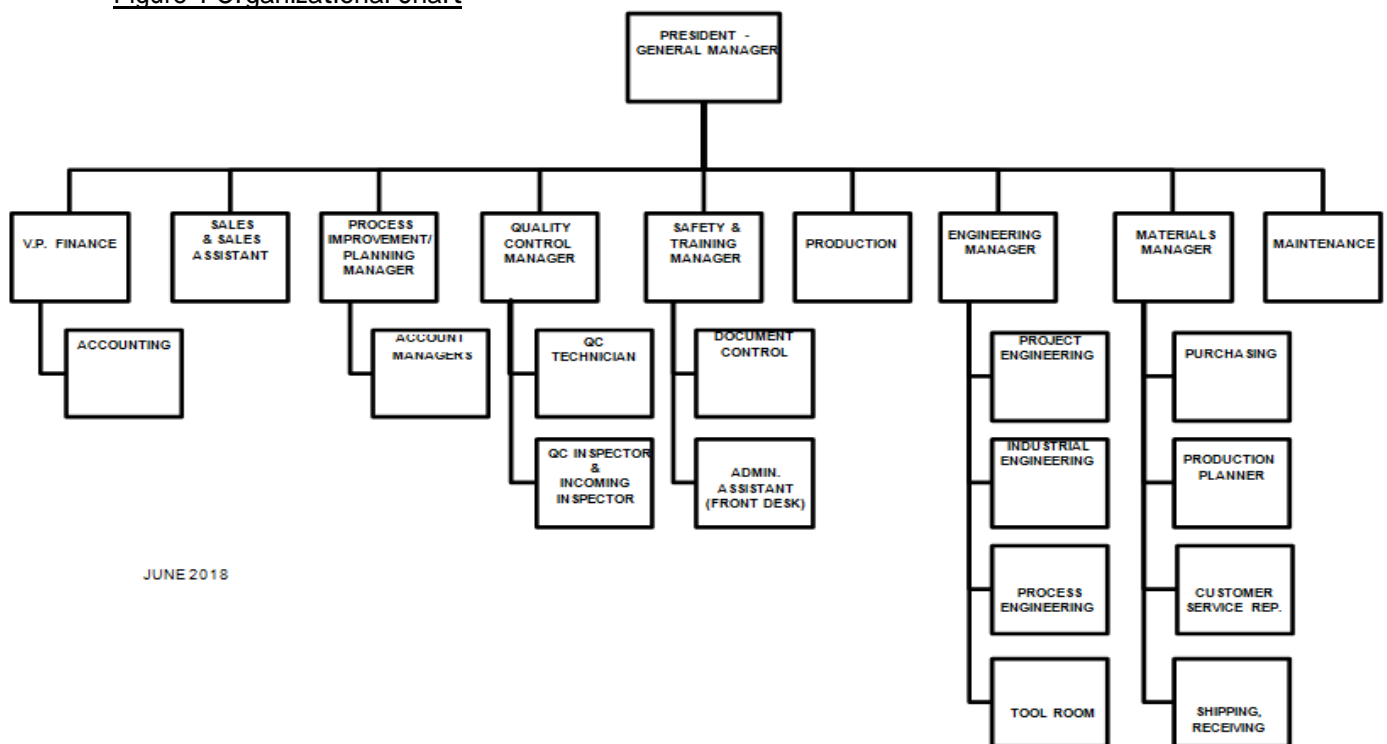 Figure 1 Organizational chart
PRESIDENT -
GENERAL MANAGER
V.P. FINANCE
SALES
& SALES
ASSISTANT
PROCESS
IMPROVEMENT/
PLANNING
MANAGER
QUALITY
CONTROL
MANAGER
SAFETY &
TRAINING
MANAGER
PRODUCTION
ENGINEERING
MANAGER
MATERIALS
MANAGER
MAINTENANCE
ACCOUNTING
ACCOUNT
MANAGERS
QC
TECHNICIAN
DOCUMENT
CONTROL
PROJECT
ENGINEERING
PURCHASING
QC INSPECTOR
&
INCOMING
INSPECTOR
ADMIN.
ASSISTANT
(FRONT DESK)
INDUSTRIAL
ENGINEERING
PRODUCTION
PLANNER
JUNE 2018
PROCESS
ENGINEERING
CUSTOMER
SERVICE REP.
TOOL ROOM
SHIPPING,
RECEIVING